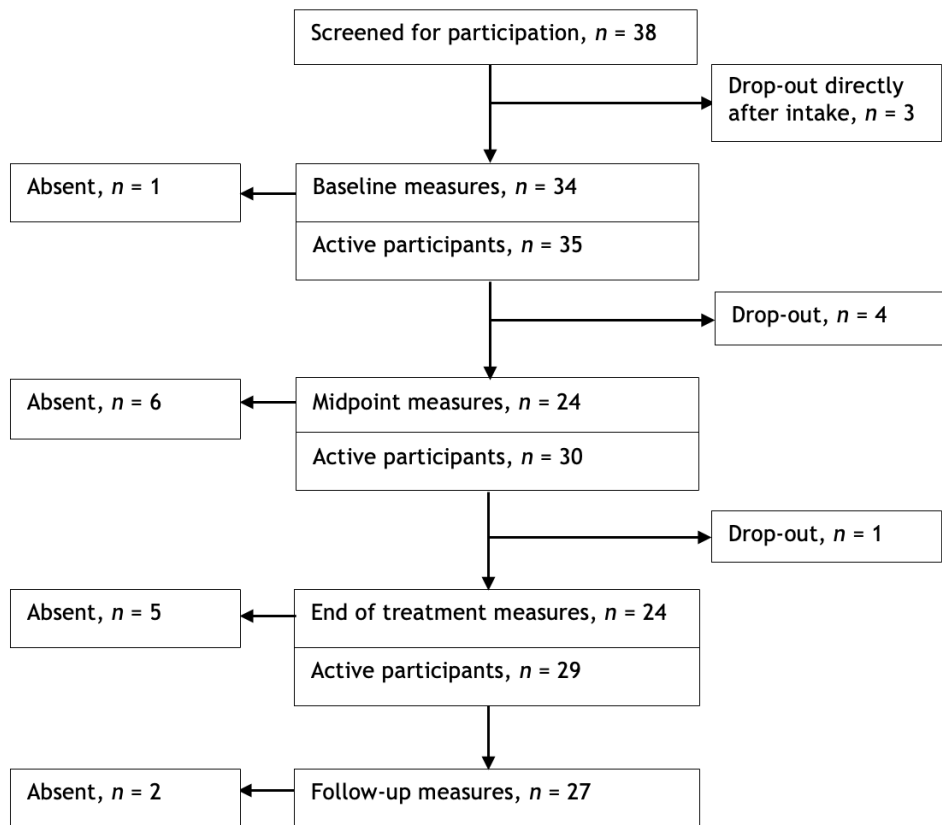 Screened for participation, n = 38
Drop-out directly
after intake, n = 3
Absent, n = 1
Baseline measures, n = 34
Active participants, n = 35
Drop-out, n = 4
Absent, n = 6
Midpoint measures, n = 24
Active participants, n = 30
Drop-out, n = 1
Absent, n = 5
End of treatment measures, n = 24
Active participants, n = 29
Absent, n = 2
Follow-up measures, n = 27